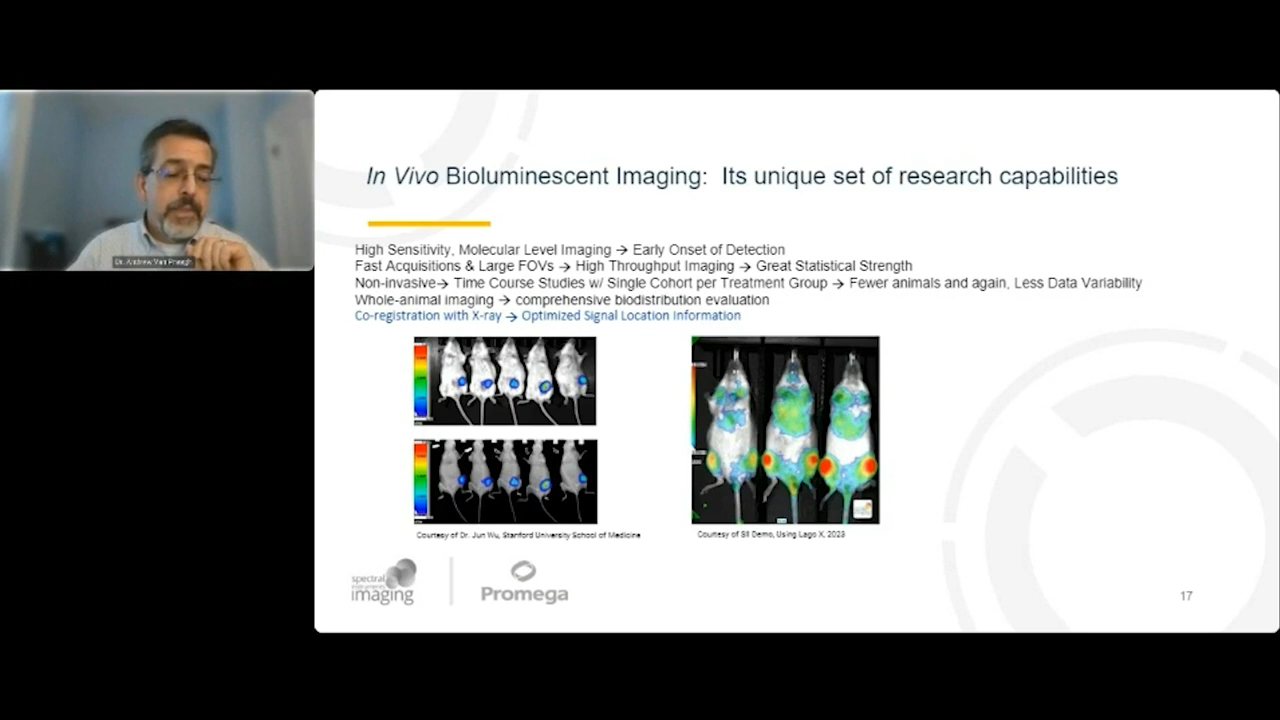 Dr. Andrew Van Praagh
In Vivo Bioluminescent Imaging: Its unique set of research capabilities
High Sensitivity, Molecular Level Imaging → Early Onset of Detection
Fast Acquisitions & Large FOVs → High Throughput Imaging → Great Statistical Strength
Non-invasive→ Time Course Studies w/ Single Cohort per Treatment Group → Fewer animals and again, Less Data Variability
Whole-animal imaging → comprehensive biodistribution evaluation
Co-registration with X-ray → Optimized Signal Location Information
Courtesy of Dr. Jun Wu, Stanford University School of Medicine
Courtesy of SII Demo, Using Lago X, 2023
spectral
instruments
imaging
Promega
17